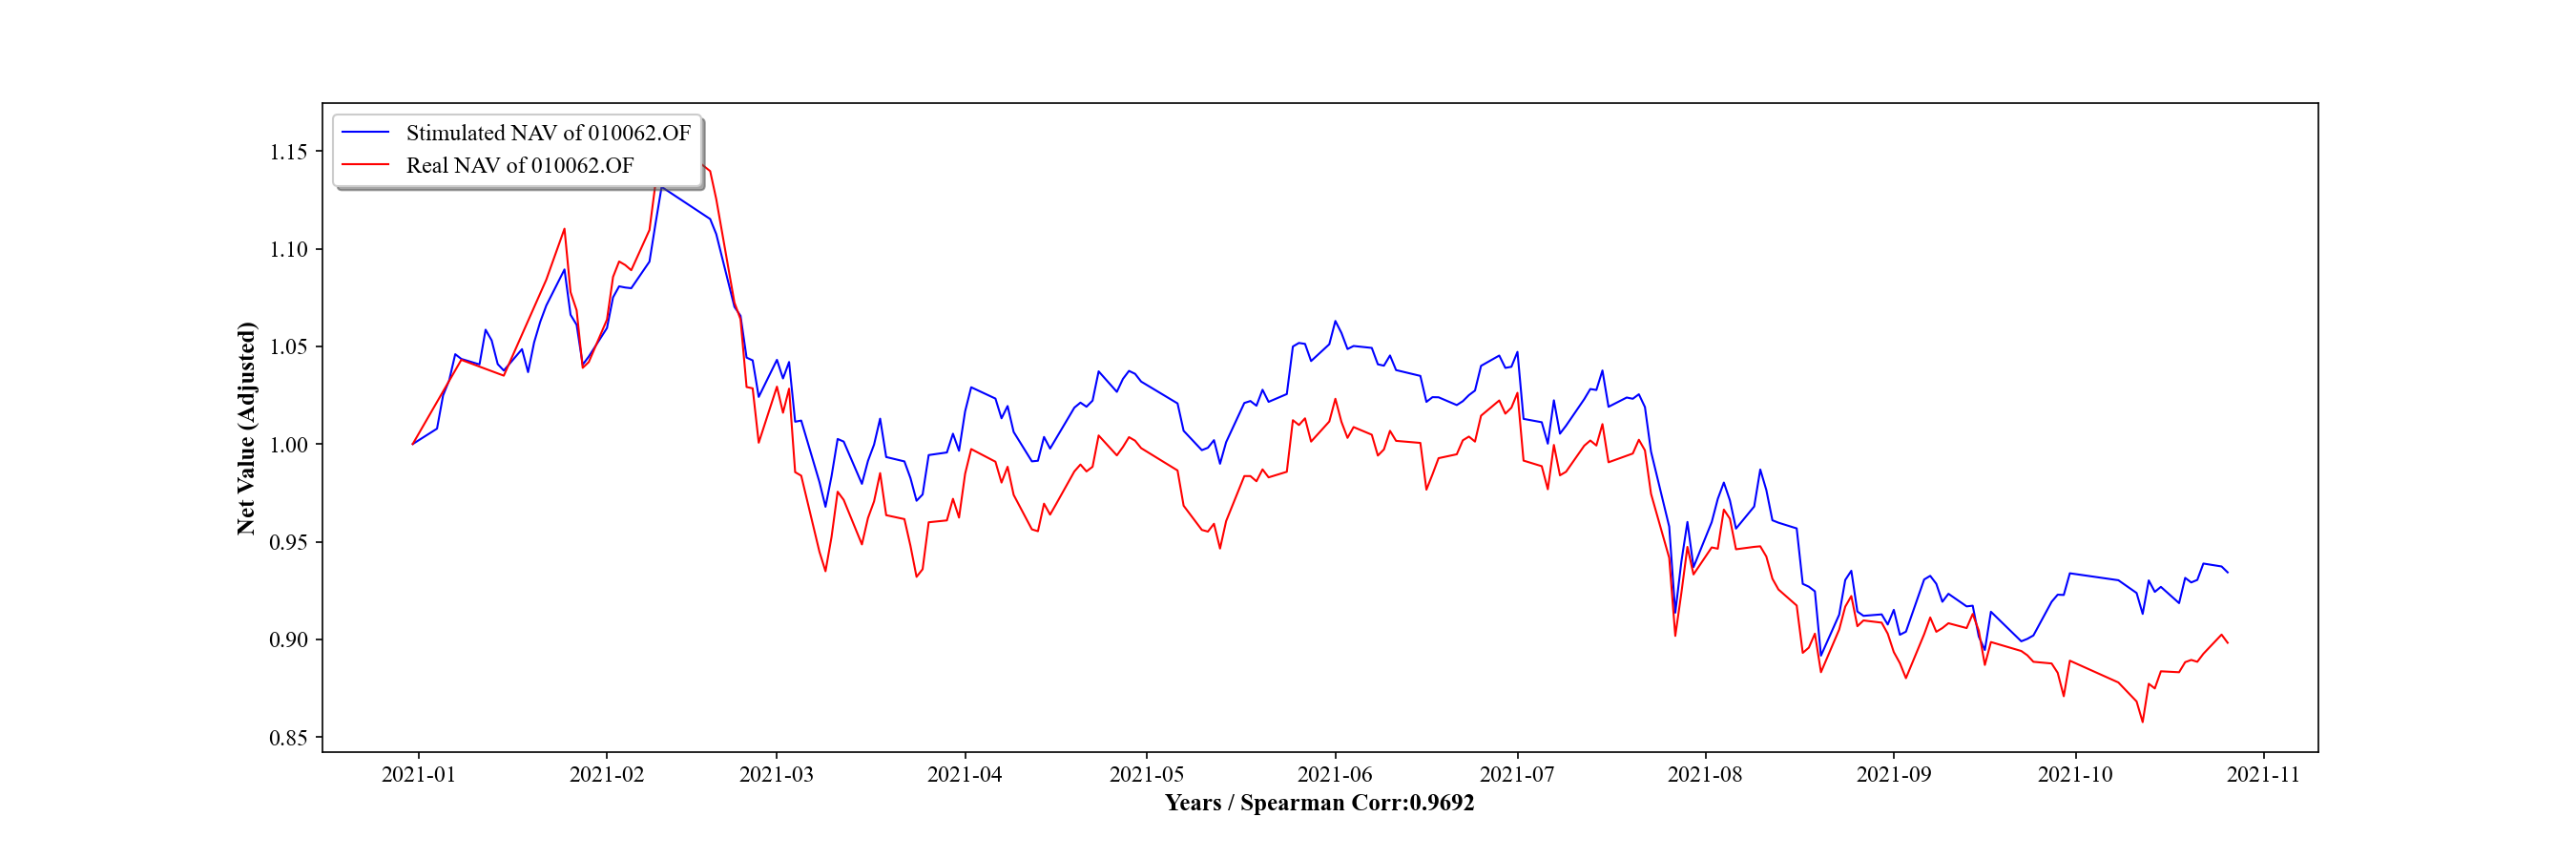 Stimulated NAV of 010062.OF
Real NAV of 010062.OF
Net Value (Adjusted)
1.15
1.10
1.05
1.00
0.95
0.90
0.85
2021-01 2021-02 2021-03 2021-04 2021-05 2021-06 2021-07 2021-08 2021-09 2021-10 2021-11
Years / Spearman Corr:0.9692